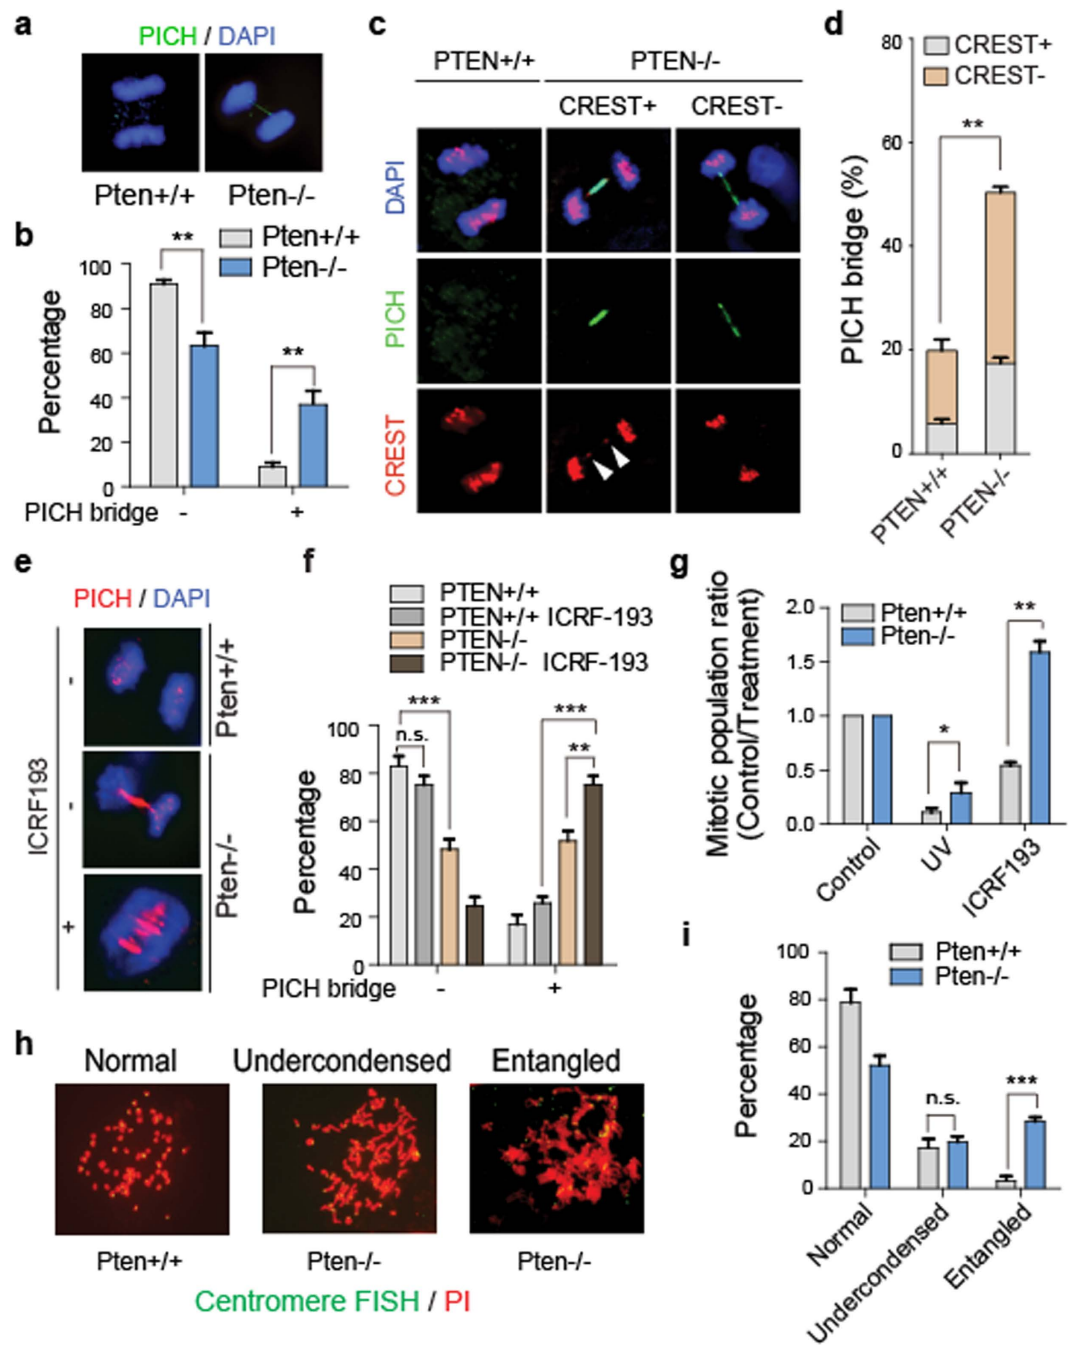 a
PICH / DAPI
Pten+/+
Pten-/-
b
Pten+/+
Pten-/-
**
**
Percentage
100
80
60
40
20
0
PICH bridge - +
c
PTEN+/+
PTEN-/-
CREST+
CREST-
DAPI
PICH
CREST
d
CREST+
CREST-
**
PICH bridge (%)
80
60
40
20
0
PTEN+/+
PTEN-/-
e
PICH / DAPI
ICRF193
-
-
+
Pten+/+
Pten-/-
f
PTEN+/+
PTEN+/+ ICRF-193
PTEN-/-
PTEN-/- ICRF-193
***
n.s.
***
**
Percentage
100
80
60
40
20
0
PICH bridge - +
g
Mitotic population ratio
(Control/Treatment)
Pten+/+
Pten-/-
**
*
2.0
1.5
1.0
0.5
0.0
Control
UV
ICRF193
h
Normal
Undercondensed
Entangled
Pten+/+
Pten-/-
Pten-/-
Centromere FISH / PI
i
Pten+/+
Pten-/-
n.s.
***
Percentage
100
80
60
40
20
0
Normal
Undercondensed
Entangled